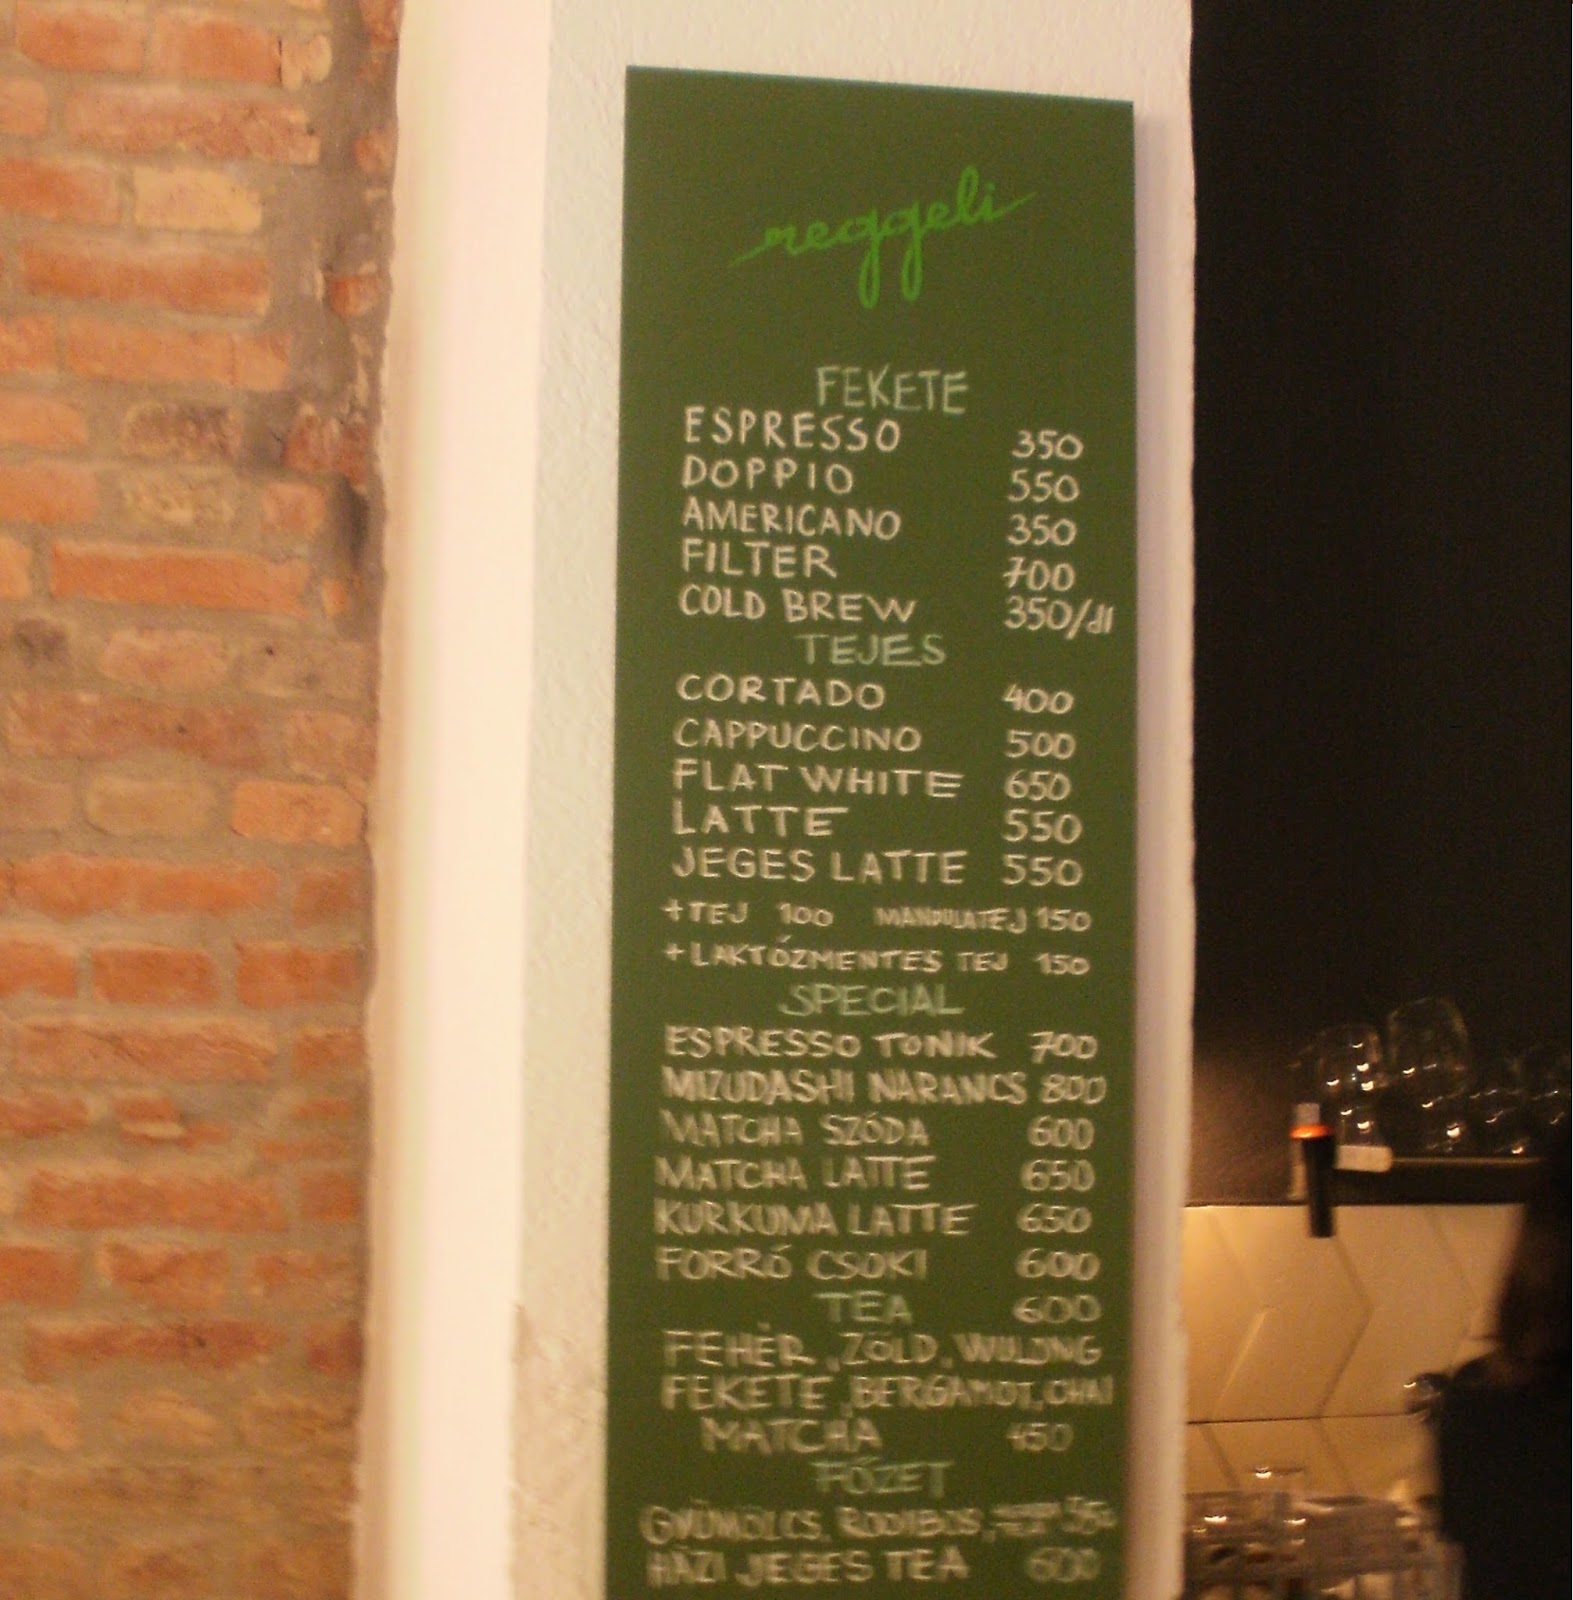 reggeli
FEKETE
ESPRESSO 350
DOPPIO 550
AMERICANO 350
FILTER 700
COLD BREW 350/dl
TEJES
CORTADO 400
CAPPUCCINO 500
FLAT WHITE 650
LATTE 550
JEGES LATTE 550
+TEJ 100 MANDULATEJ 150
+LAKTÓZMENTES TEJ 150
SPECIAL
ESPRESSO TONIK 700
MIZUDASHI NARANCS 800
MATCHA SZÓDA 600
MATCHA LATTE 650
KURKUMA LATTE 650
FORRÓ CSOKI 600
TEA 600
FEHÉR, ZÖLD, WULONG
FEKETE, BERGAMOT, CHAI
MATCHA 450
FŐZET
GYÜMÖLCS, ROOIBOS,
HÁZI JEGES TEA 600